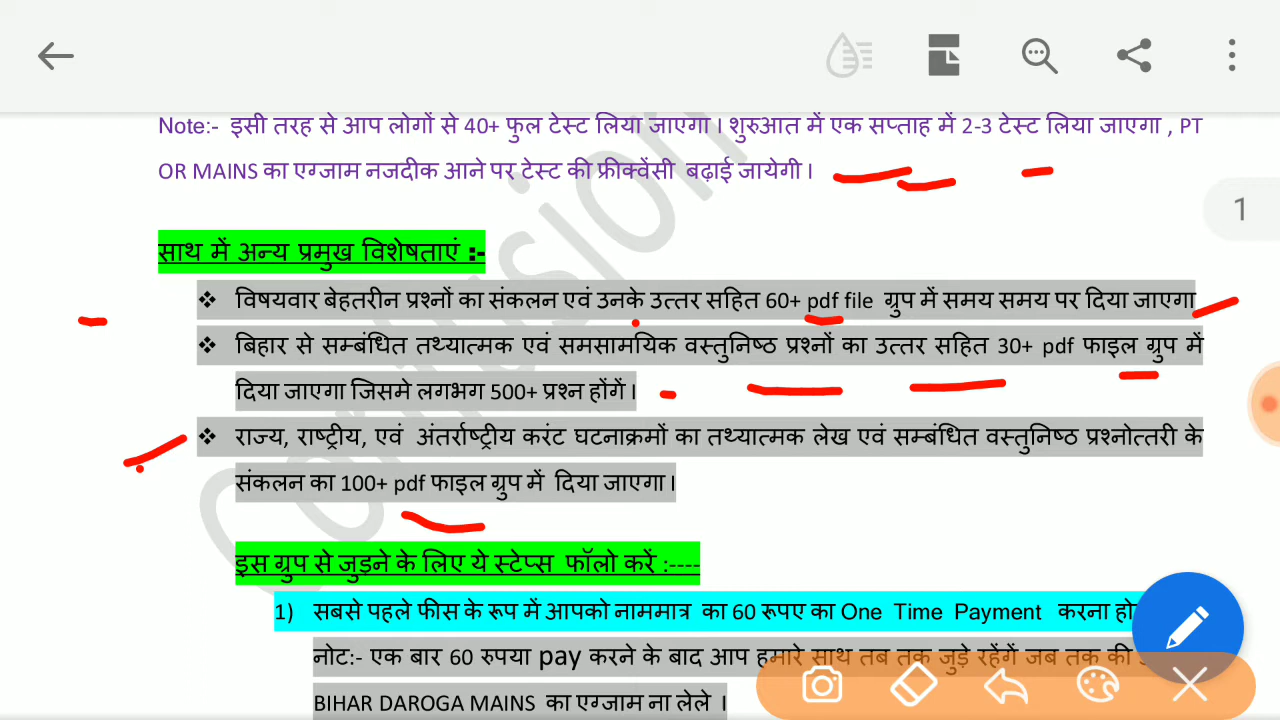 Note:- इसी तरह से आप लोगों से 40+ फुल टेस्ट लिया जाएगा। शुरुआत में एक सप्ताह में 2-3 टेस्ट लिया जाएगा , PT
OR MAINS का एग्जाम नजदीक आने पर टेस्ट की फ्रीक्वेंसी बढ़ाई जायेगी।
1
साथ में अन्य प्रमुख विशेषताएं :-
❖ विषयवार बेहतरीन प्रश्नों का संकलन एवं उनके उत्तर सहित 60+ pdf file ग्रुप में समय समय पर दिया जाएगा
❖ बिहार से सम्बंधित तथ्यात्मक एवं समसामयिक वस्तुनिष्ठ प्रश्नों का उत्तर सहित 30+ pdf फाइल ग्रुप में
दिया जाएगा जिसमे लगभग 500+ प्रश्न होंगें।
❖ राज्य, राष्ट्रीय, एवं अंतर्राष्ट्रीय करंट घटनाक्रमों का तथ्यात्मक लेख एवं सम्बंधित वस्तुनिष्ठ प्रश्नोत्तरी के
संकलन का 100+ pdf फाइल ग्रुप में दिया जाएगा।
इस ग्रुप से जुड़ने के लिए ये स्टेप्स फॉलो करें :----
1) सबसे पहले फीस के रूप में आपको नाममात्र का 60 रूपए का One Time Payment करना हो
नोट:- एक बार 60 रुपया pay करने के बाद आप हमारे साथ तब तक जुड़े रहेंगें जब तक की
BIHAR DAROGA MAINS का एग्जाम ना लेले ।